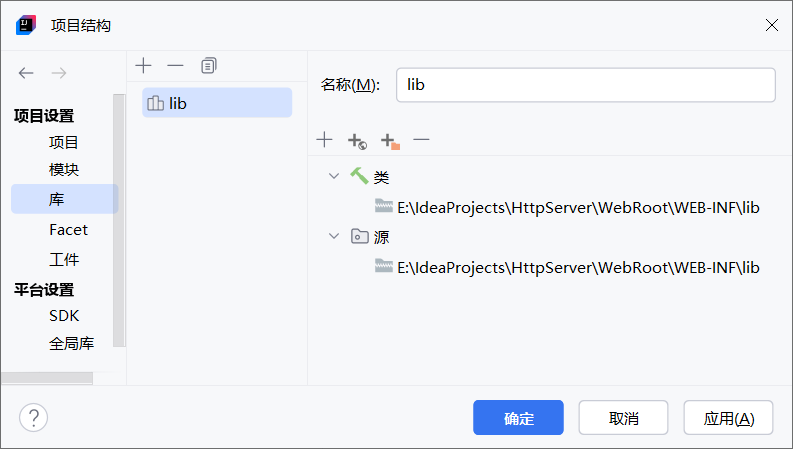 项目结构
项目设置
项目
模块
库
Facet
工件
平台设置
SDK
全局库
lib
名称(M):
lib
类
E:\IdeaProjects\HttpServer\WebRoot\WEB-INF\lib
源
E:\IdeaProjects\HttpServer\WebRoot\WEB-INF\lib
?
确定
取消
应用(A)